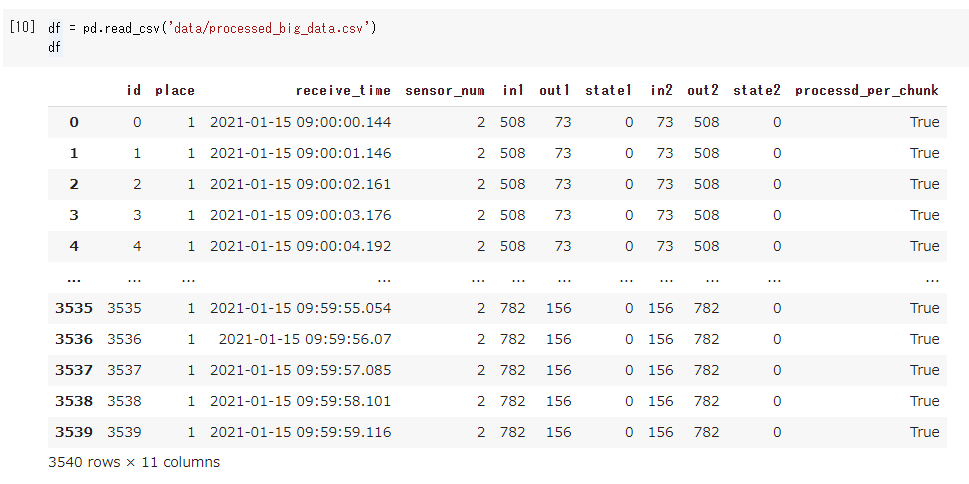 [10] df = pd.read_csv('data/processed_big_data.csv')
df
id place receive_time sensor_num in1 out1 state1 in2 out2 state2 processd_per_chunk
0 0 1 2021-01-15 09:00:00.144 2 508 73 0 73 508 0 True
1 1 1 2021-01-15 09:00:01.146 2 508 73 0 73 508 0 True
2 2 1 2021-01-15 09:00:02.161 2 508 73 0 73 508 0 True
3 3 1 2021-01-15 09:00:03.176 2 508 73 0 73 508 0 True
4 4 1 2021-01-15 09:00:04.192 2 508 73 0 73 508 0 True
... ... ... ... ... ... ... ... ... ... ... ...
3535 3535 1 2021-01-15 09:59:55.054 2 782 156 0 156 782 0 True
3536 3536 1 2021-01-15 09:59:56.07 2 782 156 0 156 782 0 True
3537 3537 1 2021-01-15 09:59:57.085 2 782 156 0 156 782 0 True
3538 3538 1 2021-01-15 09:59:58.101 2 782 156 0 156 782 0 True
3539 3539 1 2021-01-15 09:59:59.116 2 782 156 0 156 782 0 True
3540 rows × 11 columns